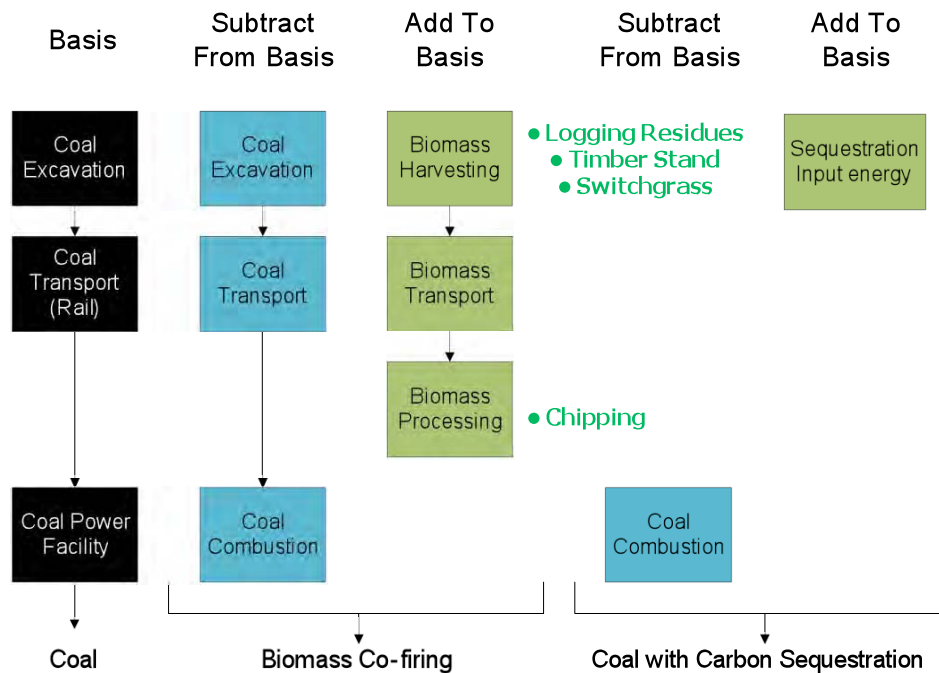 Basis
Subtract
From Basis
Add To
Basis
Subtract
From Basis
Add To
Basis
Coal
Excavation
Coal
Excavation
Biomass
Harvesting
● Logging Residues
● Timber Stand
● Switchgrass
Sequestration
Input energy
Coal
Transport
(Rail)
Coal
Transport
Biomass
Transport
Biomass
Processing
● Chipping
Coal Power
Facility
Coal
Combustion
Coal
Combustion
Coal
Biomass Co-firing
Coal with Carbon Sequestration